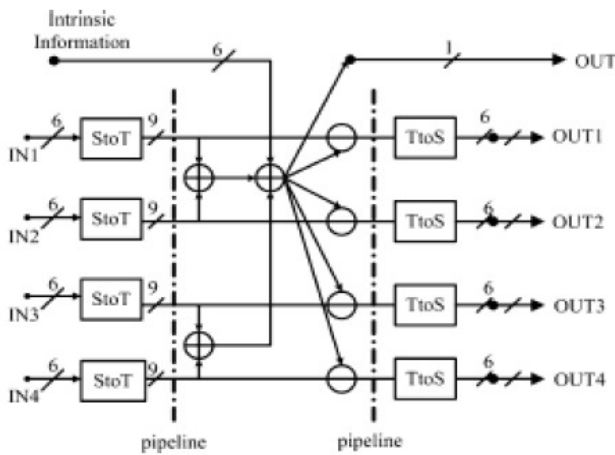 Intrinsic
Information
6
1
OUT
IN1
6
StoT
9
TtoS
6
OUT1
IN2
6
StoT
9
TtoS
6
OUT2
IN3
6
StoT
9
TtoS
6
OUT3
IN4
6
StoT
9
TtoS
6
OUT4
pipeline
pipeline